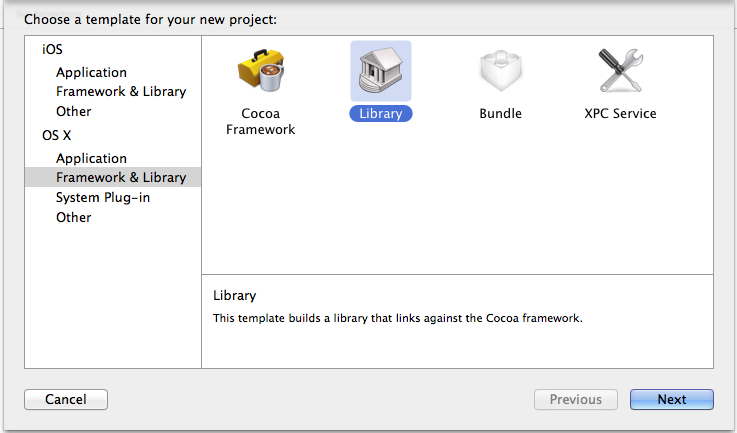 Choose a template for your new project:
iOS
Application
Framework & Library
Other
OS X
Application
Framework & Library
System Plug-in
Other
Cocoa
Framework
Library
Bundle
XPC Service
Library
This template builds a library that links against the Cocoa framework.
Cancel
Previous
Next